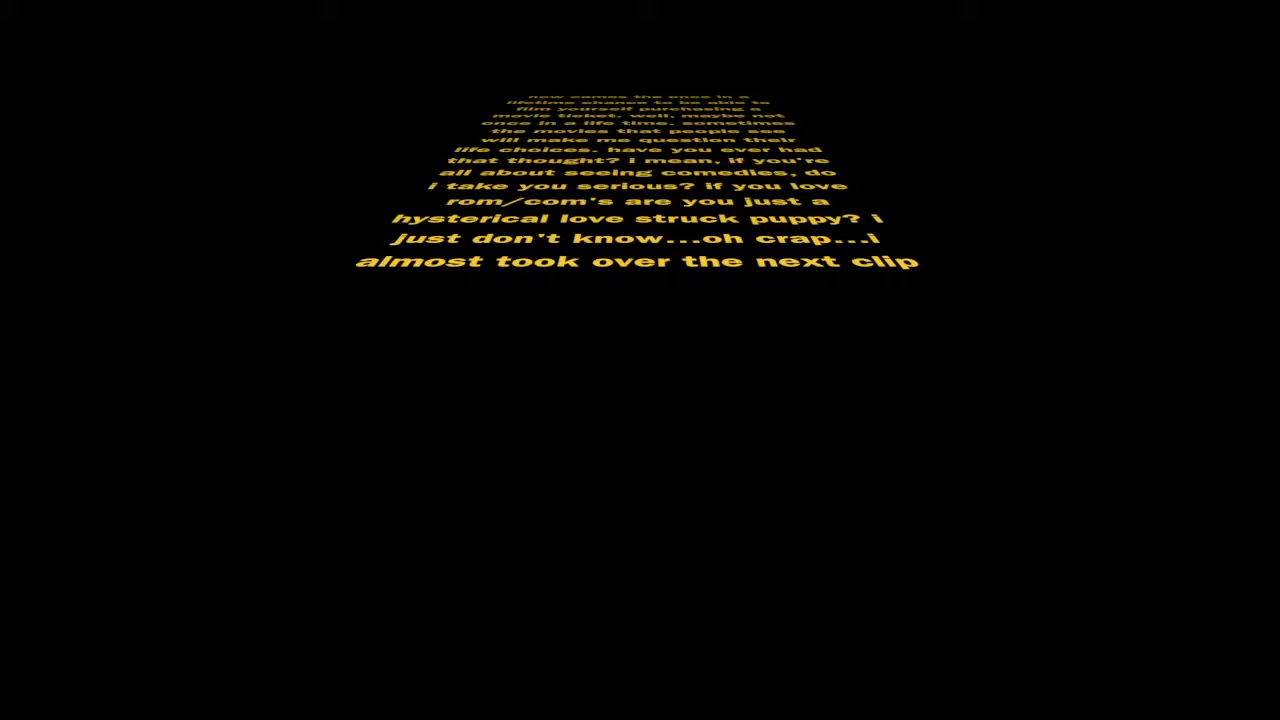 now comes the once in a
lifetime chance to be able to
film yourself purchasing a
movie ticket. well, maybe not
once in a life time. sometimes
the movies that people see
will make me question their
life choices. have you ever had
that thought? i mean, if you're
all about seeing comedies, do
i take you serious? if you love
rom/com's are you just a
hysterical love struck puppy? i
just don't know...oh crap...i
almost took over the next clip